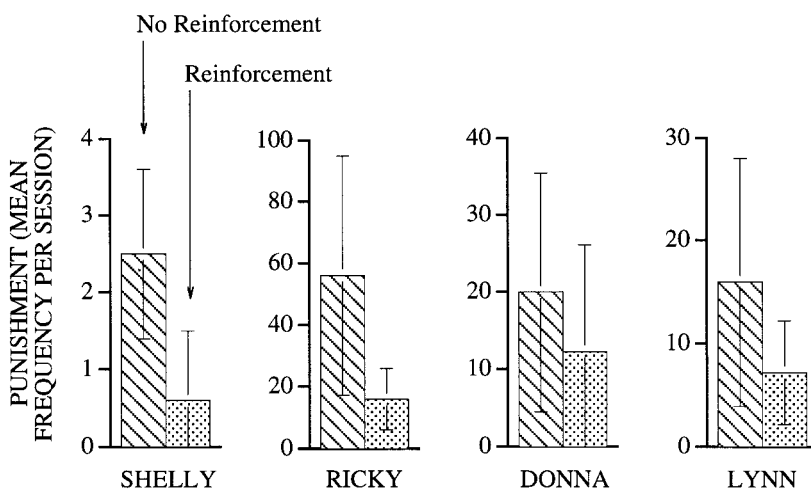 No Reinforcement
Reinforcement
PUNISHMENT (MEAN
FREQUENCY PER SESSION)
4
3
2
1
0
SHELLY
100
80
60
40
20
0
RICKY
40
30
20
10
0
DONNA
30
20
10
0
LYNN